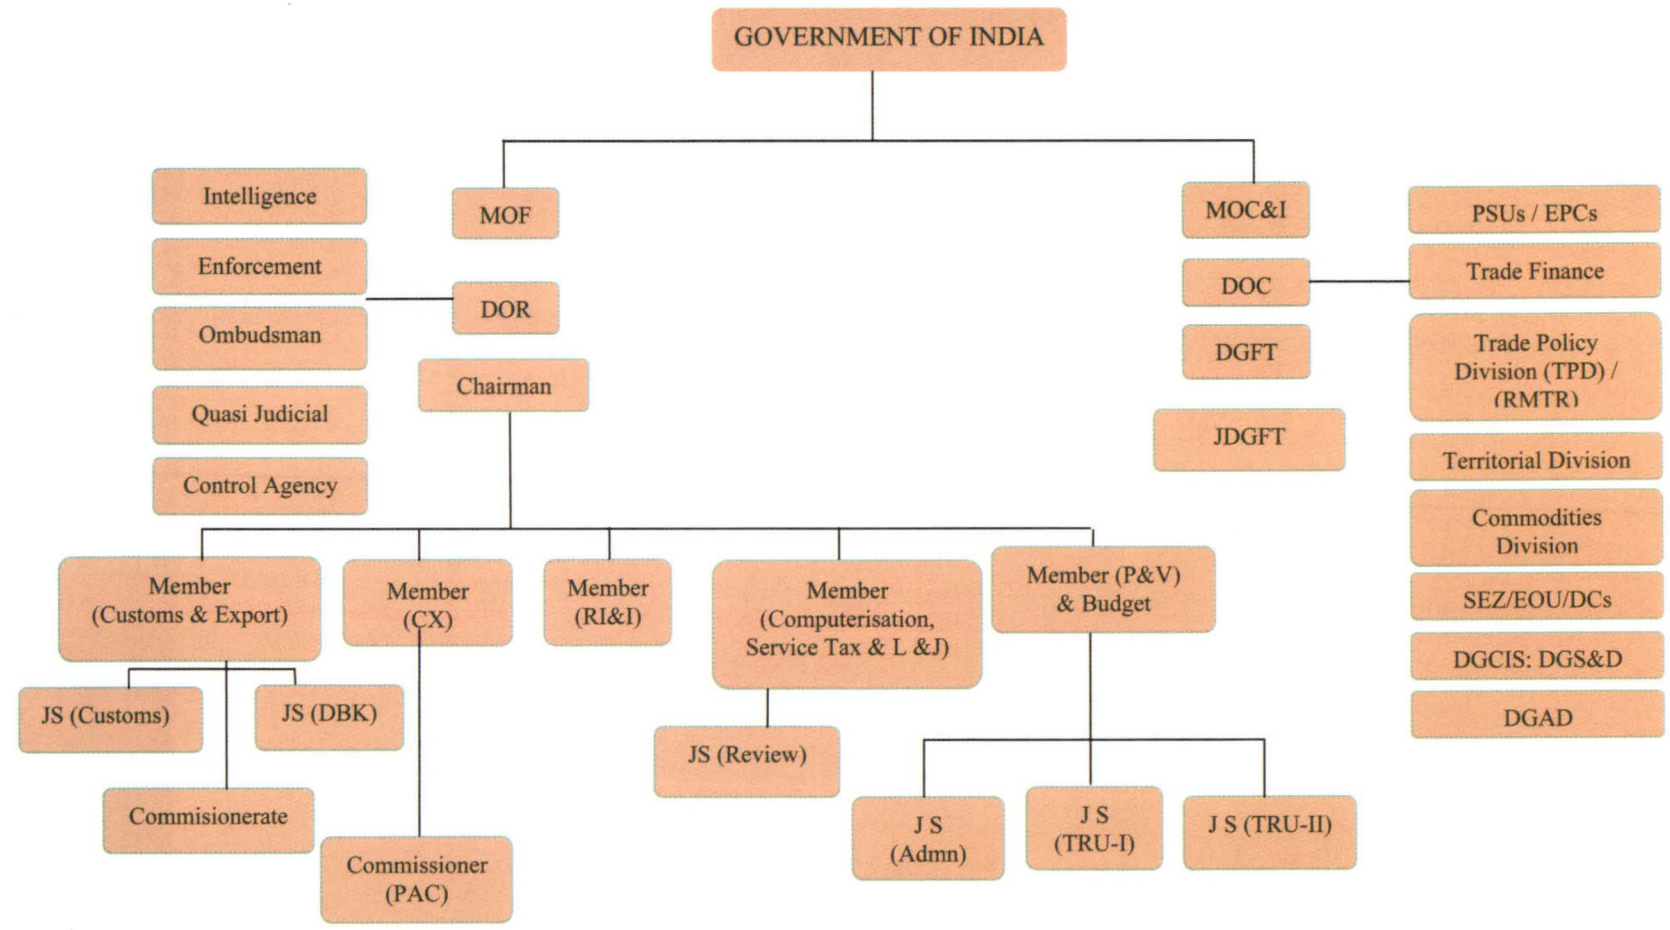 GOVERNMENT OF INDIA
Intelligence
Enforcement
Ombudsman
Quasi Judicial
Control Agency
MOF
DOR
Chairman
MOC&I
DOC
DGFT
JDGFT
PSUs / EPCs
Trade Finance
Trade Policy
Division (TPD) /
(RMTR)
Territorial Division
Commodities
Division
SEZ/EOU/DCs
DGCIS: DGS&D
DGAD
Member
(Customs & Export)
Member
(CX)
Member
(RI&I)
Member
(Computerisation,
Service Tax & L &J)
Member (P&V)
& Budget
JS (Customs)
JS (DBK)
Commisionerate
Commissioner
(PAC)
JS (Review)
J S
(Admn)
J S
(TRU-I)
J S (TRU-II)